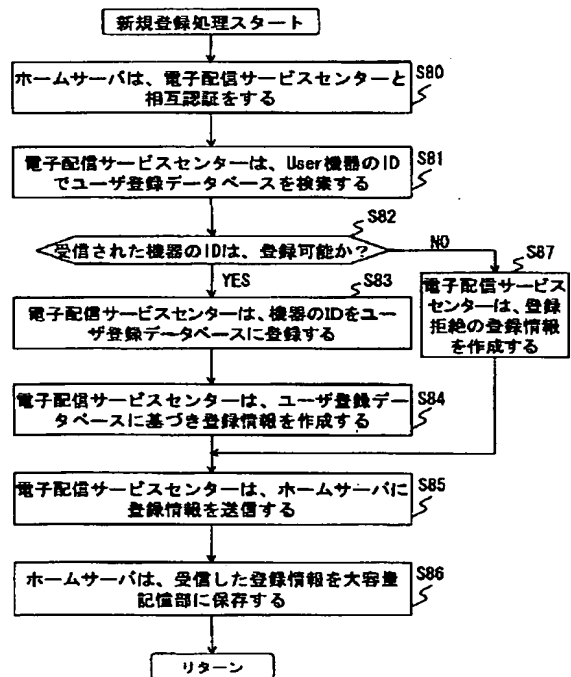 新規登録処理スタート
S80
ホームサーバは、電子配信サービスセンターと
相互認証をする
S81
電子配信サービスセンターは、User機器のID
でユーザ登録データベースを検索する
S82
受信された機器のIDは、登録可能か？
NO
YES
S83
S87
電子配信サービスセンターは、機器のIDをユー
ザ登録データベースに登録する
電子配信サービス
センターは、登録
拒絶の登録情報
を作成する
S84
電子配信サービスセンターは、ユーザ登録デー
タベースに基づき登録情報を作成する
S85
電子配信サービスセンターは、ホームサーバに
登録情報を送信する
S86
ホームサーバは、受信した登録情報を大容量
記憶部に保存する
リターン